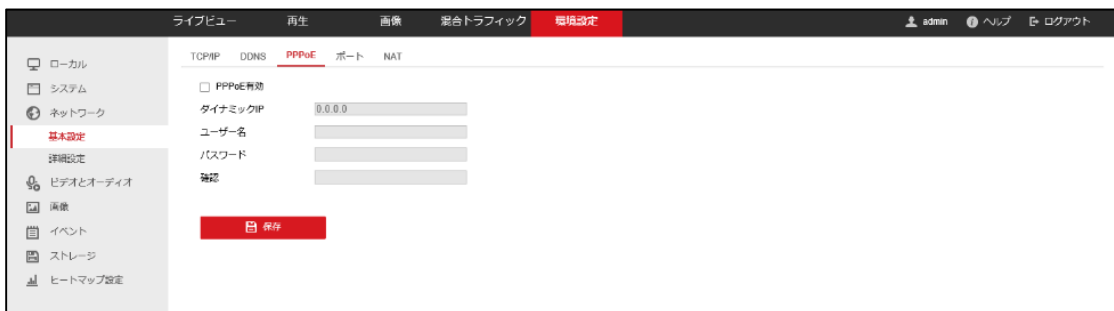 ライブビュー 再生 画像 混合トラフィック 環境設定 admin ヘルプ ログアウト
ローカル
システム
ネットワーク
基本設定
詳細設定
ビデオとオーディオ
画像
イベント
ストレージ
ヒートマップ設定
TCP/IP DDNS PPPoE ポート NAT
PPPoE有効
ダイナミックIP 0.0.0.0
ユーザー名
パスワード
確認
保存